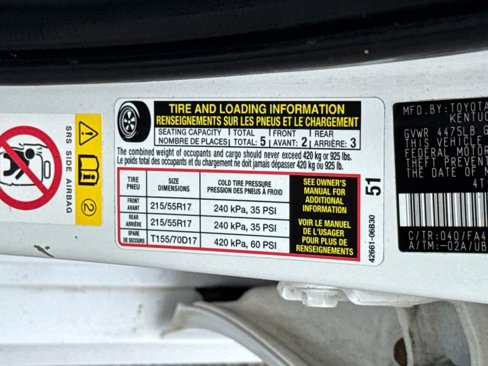 SRS AIRBAG
TIRE AND LOADING INFORMATION
RENSEIGNEMENTS SUR LES PNEUS ET LE CHARGEMENT
SEATING CAPACITY TOTAL FRONT REAR
NOMBRE DE PLACES TOTAL: 5 AVANT: 2 ARRIÈRE: 3
The combined weight of occupants and cargo should never exceed 420 kg or 925 lbs.
Le poids total des occupants et du chargement ne doit jamais dépasser 420 kg ou 925 lb.
TIRE PNEU
SIZE DIMENSIONS
COLD TIRE PRESSURE
PRESSION DES PNEUS À FROID
FRONT AVANT 215/55R17 240 kPa, 35 PSI
REAR ARRIÈRE 215/55R17 240 kPa, 35 PSI
SPARE DE SECOURS T155/70D17 420 kPa, 60 PSI
SEE OWNER'S
MANUAL FOR
ADDITIONAL
INFORMATION
VOIR LE MANUEL
DE L'USAGER
POUR PLUS DE
RENSEIGNEMENTS
51
42661-06B30
MFD.BY:TOYOTA
KENTUC
GVWR 4475LB G
THIS VEHICLE
FEDERAL MOTOR
THEFT PREVENT
THE DATE OF M
4T
C/TR:040/FA4
A/TM:-02A/UB